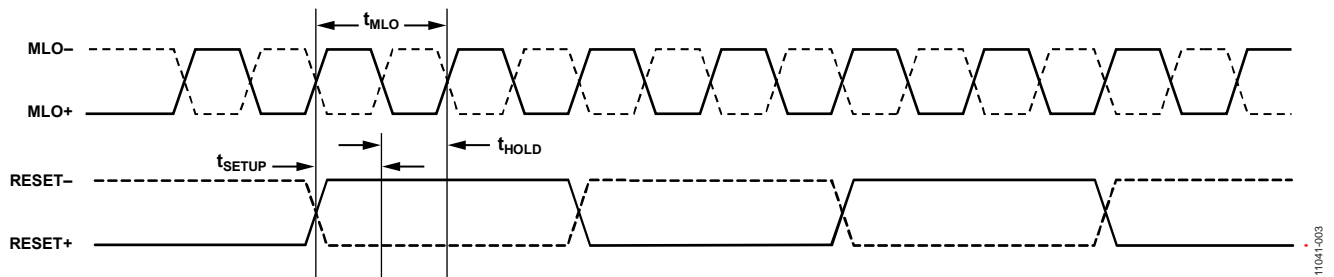 tMLO
MLO–
MLO+
tHOLD
tSETUP
RESET–
RESET+
11041-003